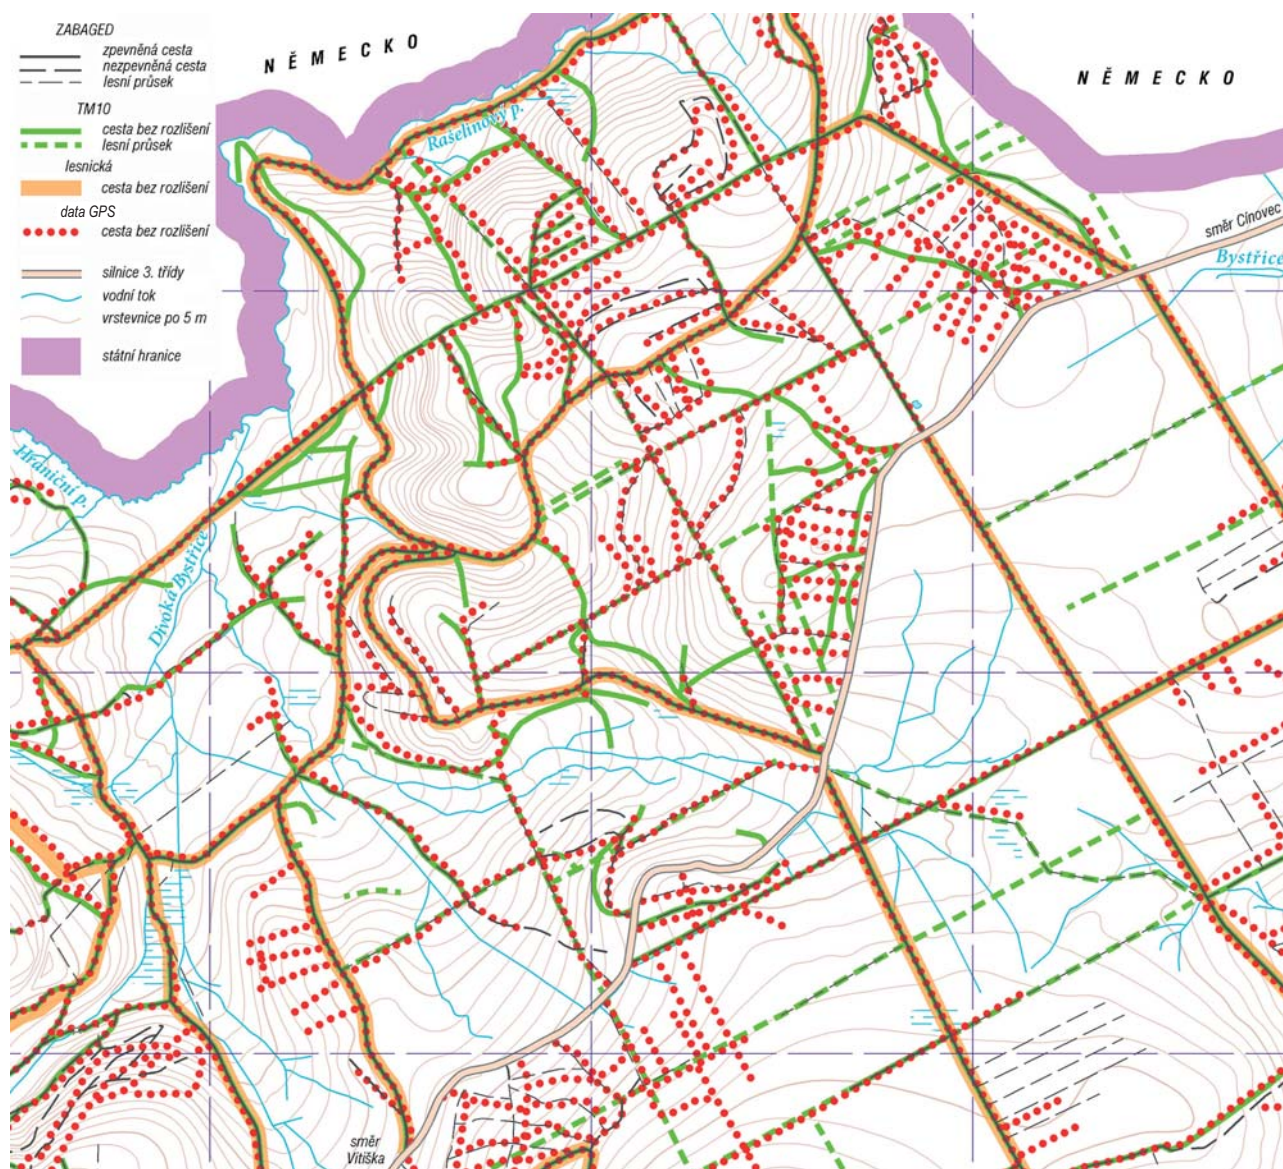 ZABAGED
zpevněná cesta
nezpevněná cesta
lesní průsek
TM10
cesta bez rozlišení
lesní průsek
lesnická
cesta bez rozlišení
data GPS
cesta bez rozlišení
silnice 3. třídy
vodní tok
vrstevnice po 5 m
státní hranice
NĚMECKO
NĚMECKO
Rašelinový p.
směr Cínovec
Bystřice
Hraniční p.
Divoká Bystřice
směr
Vitiška